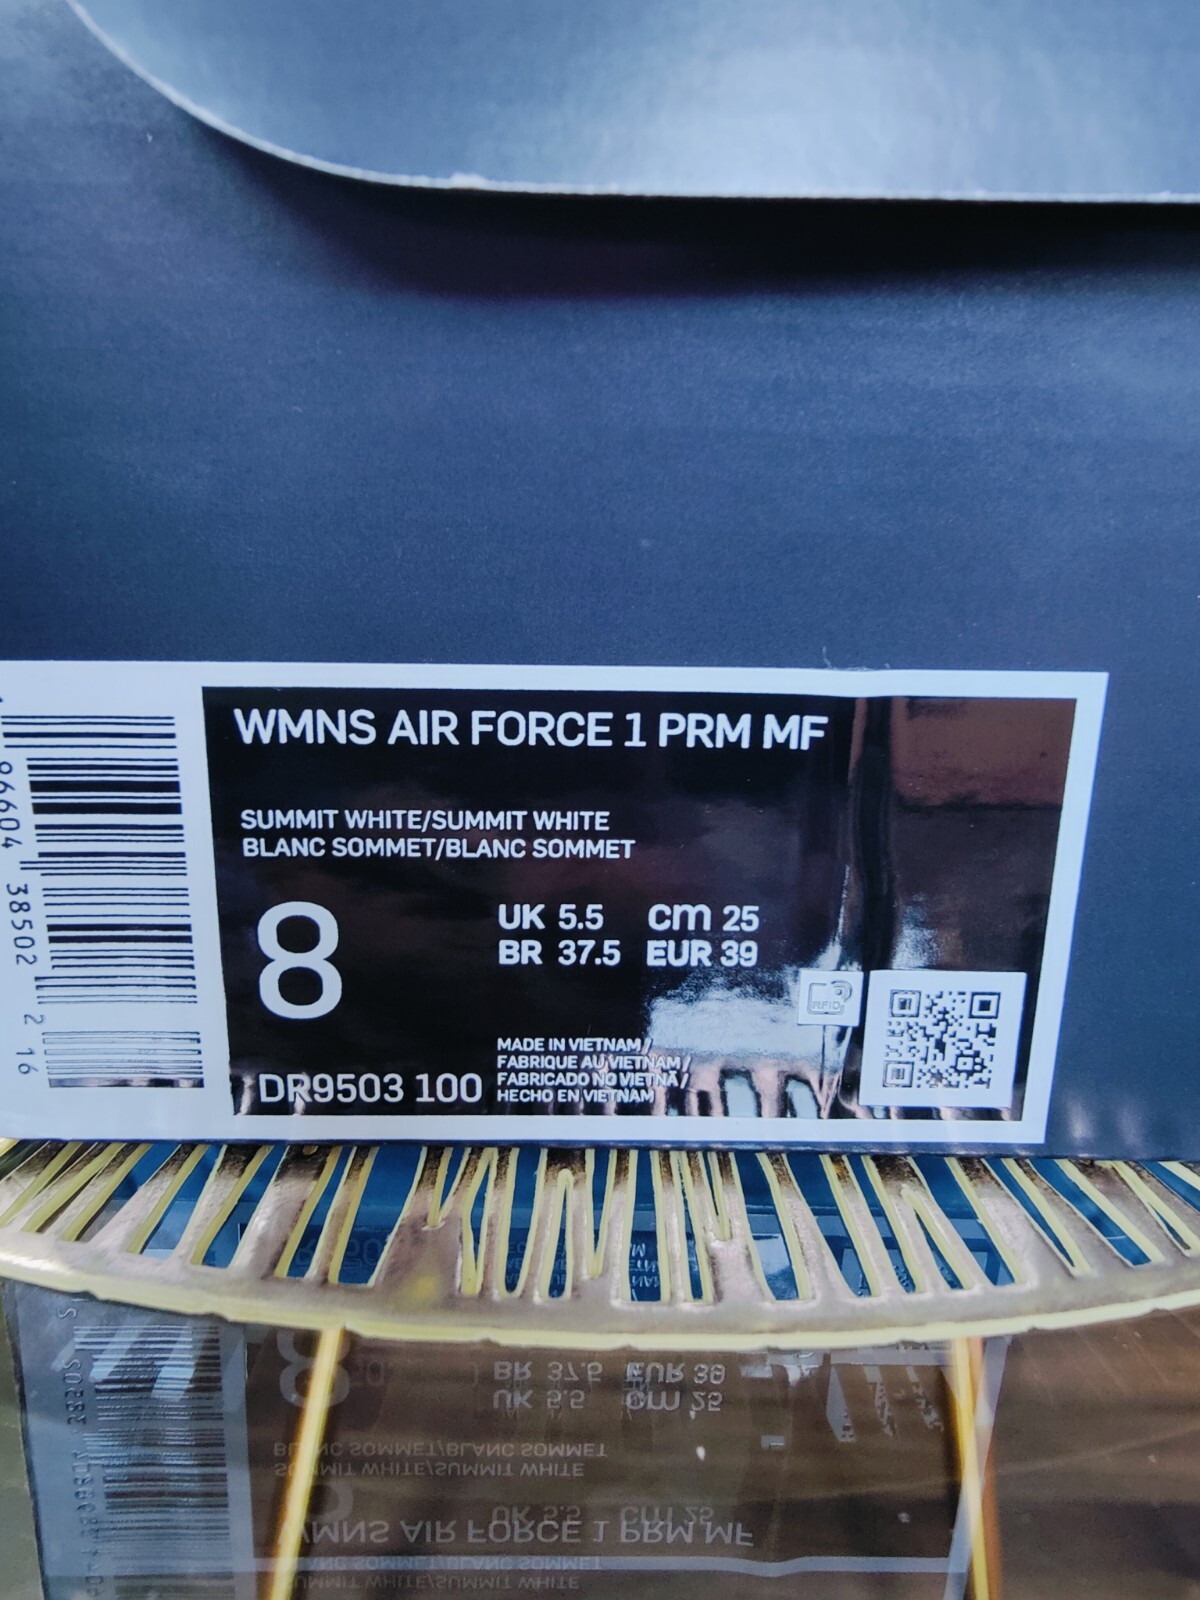 WMNS AIR FORCE 1 PRM MF
SUMMIT WHITE/SUMMIT WHITE
BLANC SOMMET/BLANC SOMMET
8
UK 5.5 cm 25
BR 37.5 EUR 39
MADE IN VIETNAM /
FABRIQUE AU VIETNAM /
FABRICADO NO VIETNÃ /
HECHO EN VIETNAM
DR9503 100
RFID
96604 38502 2 16